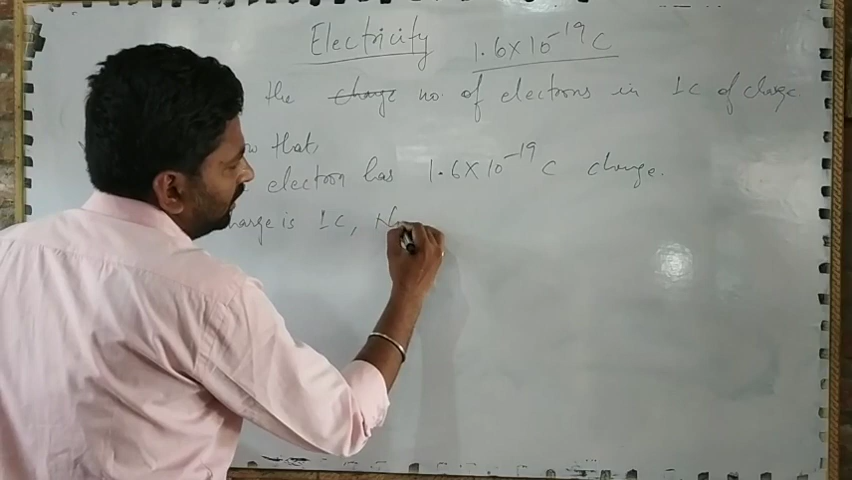 Electricity 1.6×10⁻¹⁹C
the charge no. of electrons in 1C of charge
that,
electron has 1.6×10⁻¹⁹ C charge.
harge is 1C,